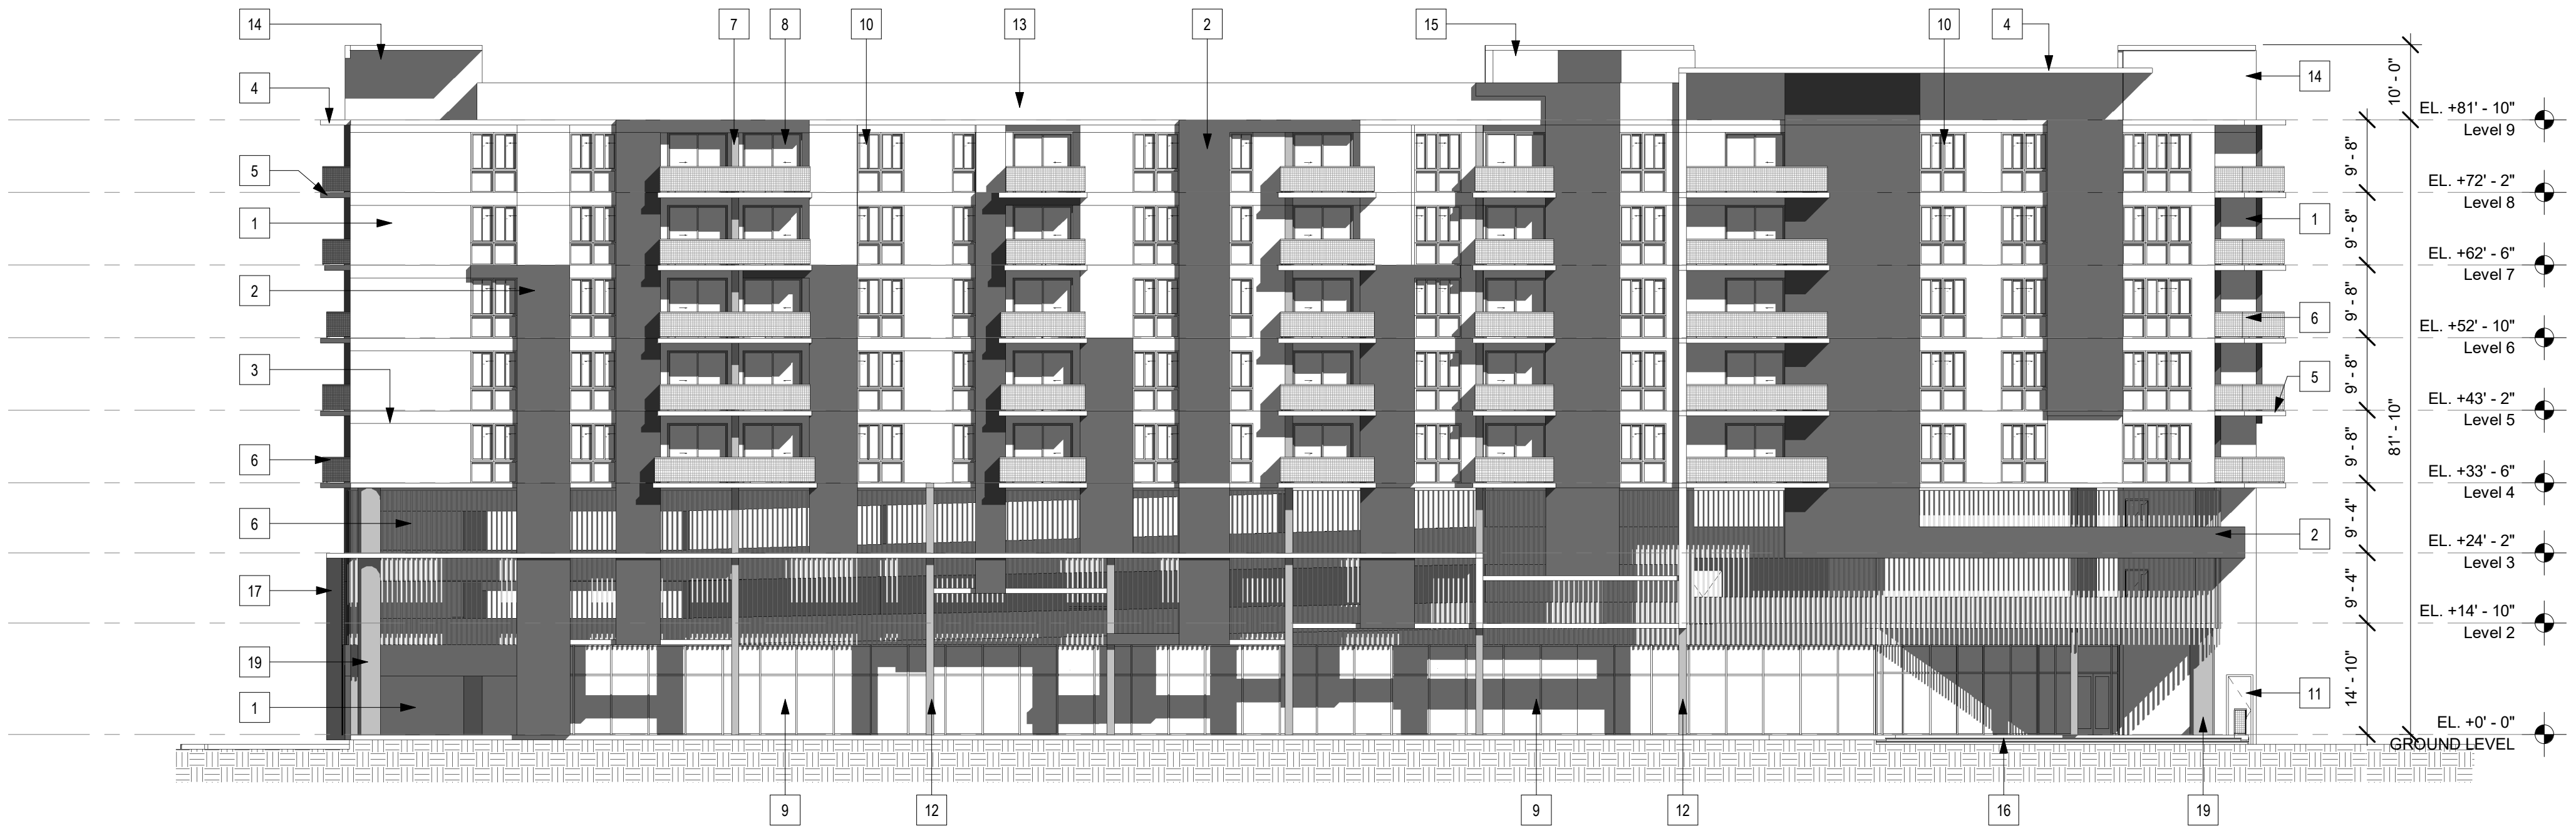 14
7
8
10
13
2
15
10
4
14
4
10' - 0"
EL. +81' - 10"
Level 9
9' - 8"
5
EL. +72' - 2"
Level 8
1
1
9' - 8"
EL. +62' - 6"
Level 7
2
6
9' - 8"
EL. +52' - 10"
Level 6
3
5
9' - 8"
EL. +43' - 2"
Level 5
81' - 10"
6
9' - 8"
EL. +33' - 6"
Level 4
6
2
9' - 4"
EL. +24' - 2"
Level 3
17
9' - 4"
EL. +14' - 10"
Level 2
19
1
11
14' - 10"
EL. +0' - 0"
GROUND LEVEL
9
12
9
12
16
19